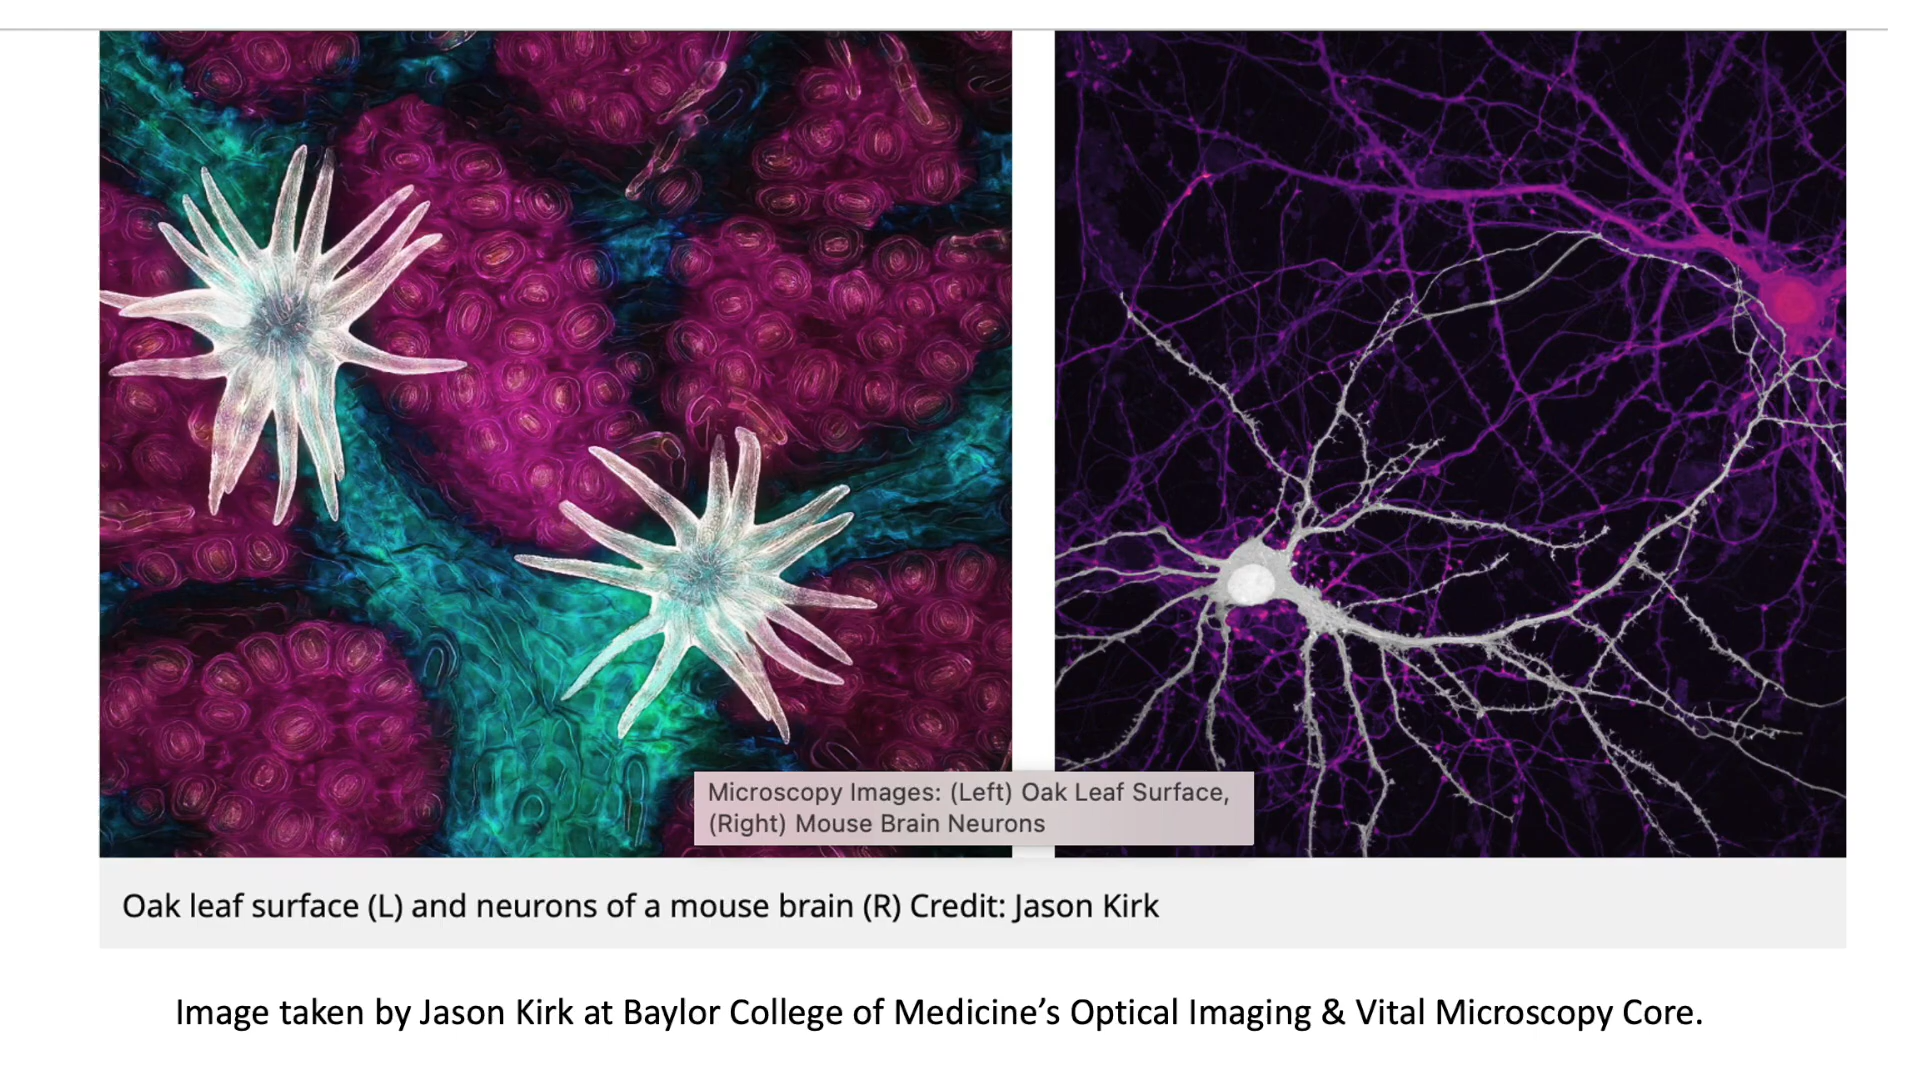 Microscopy Images: (Left) Oak Leaf Surface,
(Right) Mouse Brain Neurons
Oak leaf surface (L) and neurons of a mouse brain (R) Credit: Jason Kirk
Image taken by Jason Kirk at Baylor College of Medicine’s Optical Imaging & Vital Microscopy Core.